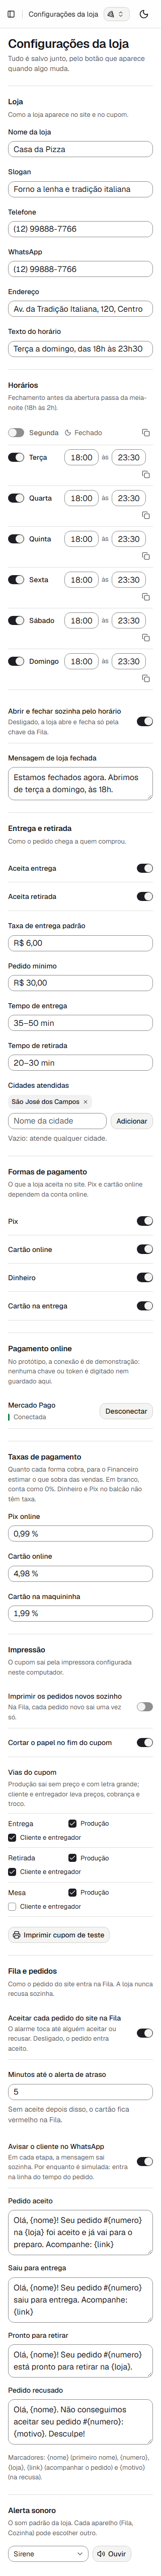 Configurações da loja
Configurações da loja
Tudo é salvo junto, pelo botão que aparece
quando algo muda.
Loja
Como a loja aparece no site e no cupom.
Nome da loja
Casa da Pizza
Slogan
Forno a lenha e tradição italiana
Telefone
(12) 99888-7766
WhatsApp
(12) 99888-7766
Endereço
Av. da Tradição Italiana, 120, Centro
Texto do horário
Terça a domingo, das 18h às 23h30
Horários
Fechamento antes da abertura passa da meia-
noite (18h às 2h).
Segunda Fechado
Terça 18:00 às 23:30
Quarta 18:00 às 23:30
Quinta 18:00 às 23:30
Sexta 18:00 às 23:30
Sábado 18:00 às 23:30
Domingo 18:00 às 23:30
Abrir e fechar sozinha pelo horário
Desligado, a loja abre e fecha só pela
chave da Fila.
Mensagem de loja fechada
Estamos fechados agora. Abrimos
de terça a domingo, às 18h.
Entrega e retirada
Como o pedido chega a quem comprou.
Aceita entrega
Aceita retirada
Taxa de entrega padrão
R$ 6,00
Pedido mínimo
R$ 30,00
Tempo de entrega
35–50 min
Tempo de retirada
20–30 min
Cidades atendidas
São José dos Campos ×
Nome da cidade Adicionar
Vazio: atende qualquer cidade.
Formas de pagamento
O que a loja aceita no site. Pix e cartão online
dependem da conta online.
Pix
Cartão online
Dinheiro
Cartão na entrega
Pagamento online
No protótipo, a conexão é de demonstração:
nenhuma chave ou token é digitado nem
guardado aqui.
Mercado Pago
Conectada
Desconectar
Taxas de pagamento
Quanto cada forma cobra, para o Financeiro
estimar o que sobra das vendas. Em branco,
conta como 0%. Dinheiro e Pix no balcão não
têm taxa.
Pix online
0,99 %
Cartão online
4,98 %
Cartão na maquininha
1,99 %
Impressão
O cupom sai pela impressora configurada
neste computador.
Imprimir os pedidos novos sozinho
Na Fila, cada pedido novo sai uma vez
só.
Cortar o papel no fim do cupom
Vias do cupom
Produção sai sem preço e com letra grande;
cliente e entregador leva preços, cobrança e
troco.
Entrega Produção
Cliente e entregador
Retirada Produção
Cliente e entregador
Mesa Produção
Cliente e entregador
Imprimir cupom de teste
Fila e pedidos
Como o pedido do site entra na Fila. A loja nunca
recusa sozinha.
Aceitar cada pedido do site na Fila
O alarme toca até alguém aceitar ou
recusar. Desligado, o pedido entra
aceito.
Minutos até o alerta de atraso
5
Sem aceite depois disso, o cartão fica
vermelho na Fila.
Avisar o cliente no WhatsApp
Em cada etapa, a mensagem sai
sozinha. Por enquanto é simulada: entra
na linha do tempo do pedido.
Pedido aceito
Olá, {nome}! Seu pedido #{numero}
na {loja} foi aceito e já vai para o
preparo. Acompanhe: {link}
Saiu para entrega
Olá, {nome}! Seu pedido #{numero}
saiu para entrega. Acompanhe:
{link}
Pronto para retirar
Olá, {nome}! Seu pedido #{numero}
está pronto para retirar na {loja}.
Pedido recusado
Olá, {nome}. Não conseguimos
aceitar seu pedido #{numero}:
{motivo}. Desculpe!
Marcadores: {nome} (primeiro nome), {numero},
{loja}, {link} (acompanhar o pedido) e {motivo}
(na recusa).
Alerta sonoro
O som padrão da loja. Cada aparelho (Fila,
Cozinha) pode escolher outro.
Sirene Ouvir